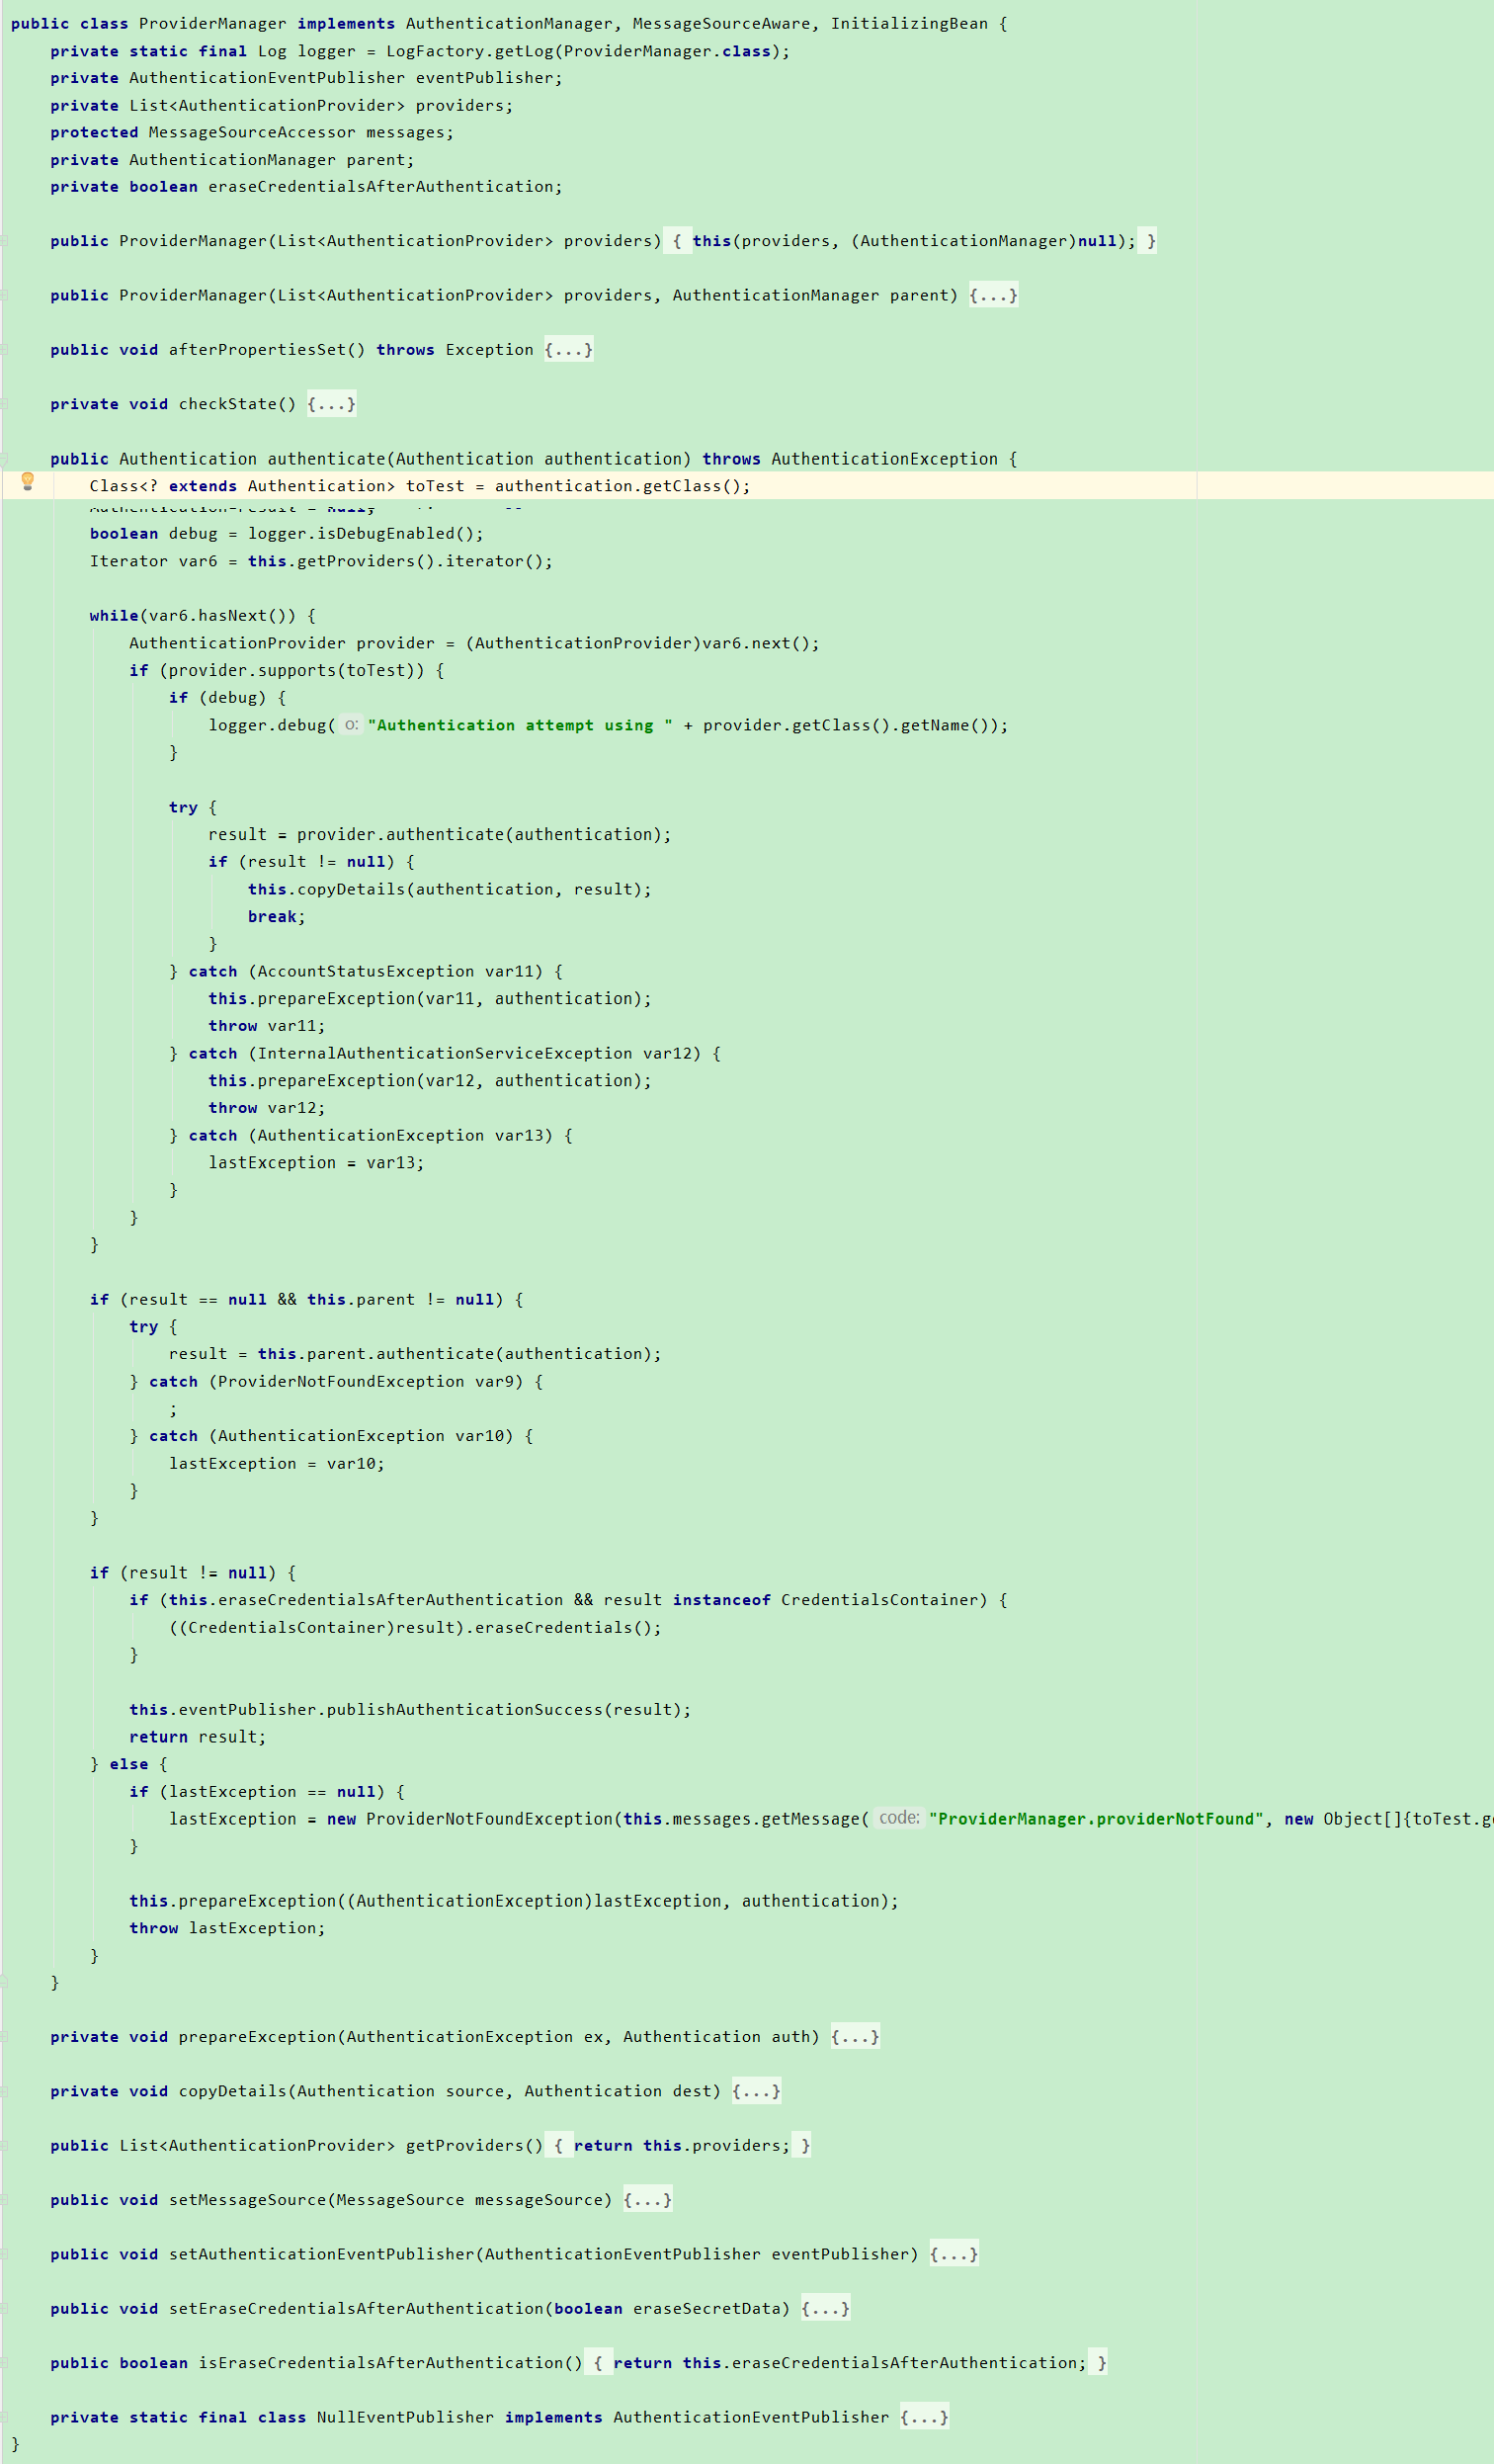 public class ProviderManager implements AuthenticationManager, MessageSourceAware, InitializingBean {
    private static final Log logger = LogFactory.getLog(ProviderManager.class);
    private AuthenticationEventPublisher eventPublisher;
    private List<AuthenticationProvider> providers;
    protected MessageSourceAccessor messages;
    private AuthenticationManager parent;
    private boolean eraseCredentialsAfterAuthentication;
    public ProviderManager(List<AuthenticationProvider> providers) { this(providers, (AuthenticationManager)null); }
    public ProviderManager(List<AuthenticationProvider> providers, AuthenticationManager parent) {...}
    public void afterPropertiesSet() throws Exception {...}
    private void checkState() {...}
    public Authentication authenticate(Authentication authentication) throws AuthenticationException {
        Class<? extends Authentication> toTest = authentication.getClass();
        result = null;
        boolean debug = logger.isDebugEnabled();
        Iterator var6 = this.getProviders().iterator();
        while(var6.hasNext()) {
            AuthenticationProvider provider = (AuthenticationProvider)var6.next();
            if (provider.supports(toTest)) {
                if (debug) {
                    logger.debug( o: "Authentication attempt using " + provider.getClass().getName());
                }
                try {
                    result = provider.authenticate(authentication);
                    if (result != null) {
                        this.copyDetails(authentication, result);
                        break;
                    }
                } catch (AccountStatusException var11) {
                    this.prepareException(var11, authentication);
                    throw var11;
                } catch (InternalAuthenticationServiceException var12) {
                    this.prepareException(var12, authentication);
                    throw var12;
                } catch (AuthenticationException var13) {
                    lastException = var13;
                }
            }
        }
        if (result == null && this.parent != null) {
            try {
                result = this.parent.authenticate(authentication);
            } catch (ProviderNotFoundException var9) {
                ;
            } catch (AuthenticationException var10) {
                lastException = var10;
            }
        }
        if (result != null) {
            if (this.eraseCredentialsAfterAuthentication && result instanceof CredentialsContainer) {
                ((CredentialsContainer)result).eraseCredentials();
            }
            this.eventPublisher.publishAuthenticationSuccess(result);
            return result;
        } else {
            if (lastException == null) {
                lastException = new ProviderNotFoundException(this.messages.getMessage( code: "ProviderManager.providerNotFound", new Object[]{toTest.g
            }
            this.prepareException((AuthenticationException)lastException, authentication);
            throw lastException;
        }
    }
    private void prepareException(AuthenticationException ex, Authentication auth) {...}
    private void copyDetails(Authentication source, Authentication dest) {...}
    public List<AuthenticationProvider> getProviders() { return this.providers; }
    public void setMessageSource(MessageSource messageSource) {...}
    public void setAuthenticationEventPublisher(AuthenticationEventPublisher eventPublisher) {...}
    public void setEraseCredentialsAfterAuthentication(boolean eraseSecretData) {...}
    public boolean isEraseCredentialsAfterAuthentication() { return this.eraseCredentialsAfterAuthentication; }
    private static final class NullEventPublisher implements AuthenticationEventPublisher {...}
}